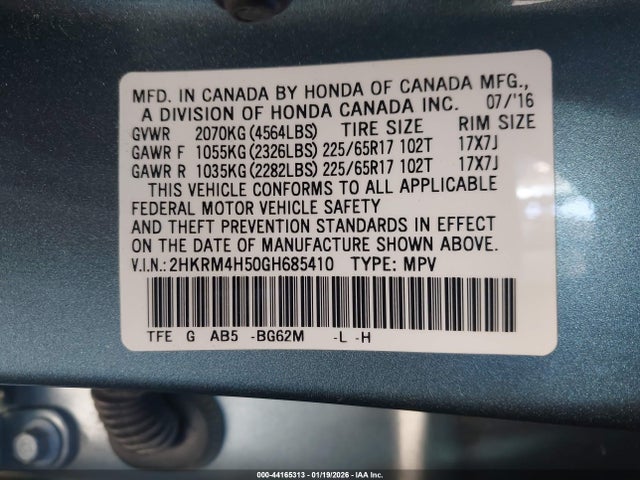 MFD. IN CANADA BY HONDA OF CANADA MFG.,
A DIVISION OF HONDA CANADA INC. 07/'16
GVWR 2070KG(4564LBS) TIRE SIZE RIM SIZE
GAWR F 1055KG(2326LBS) 225/65R17 102T 17X7J
GAWR R 1035KG(2282LBS) 225/65R17 102T 17X7J
THIS VEHICLE CONFORMS TO ALL APPLICABLE
FEDERAL MOTOR VEHICLE SAFETY
AND THEFT PREVENTION STANDARDS IN EFFECT
ON THE DATE OF MANUFACTURE SHOWN ABOVE.
V.I.N.: 2HKRM4H50GH685410 TYPE: MPV
TFE G AB5 -BG62M -L -H
000-44165313 - 01/19/2026 - IAA Inc.